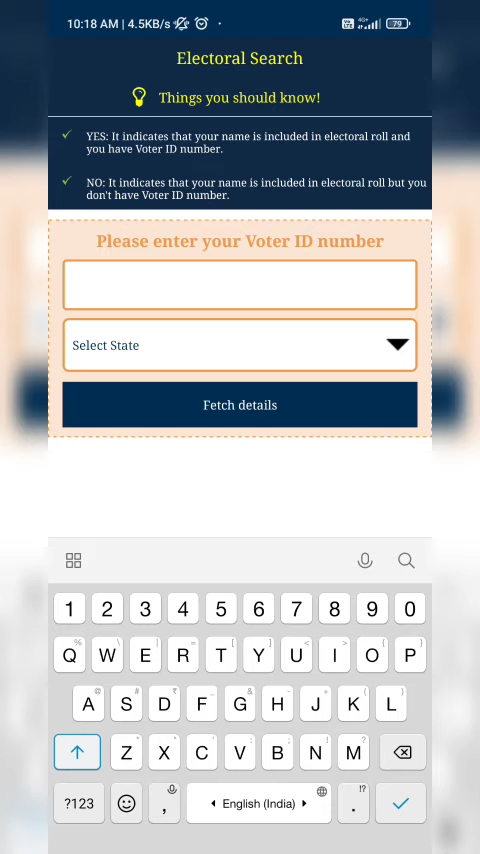 10:18 AM | 4.5KB/s
4G+
79
Electoral Search
Things you should know!
YES: It indicates that your name is included in electoral roll and
you have Voter ID number.
NO: It indicates that your name is included in electoral roll but you
don't have Voter ID number.
Please enter your Voter ID number
Select State
Fetch details
1 2 3 4 5 6 7 8 9 0
% \ | = [ ] < > { }
Q W E R T Y U I O P
@ # ₹ _ & - + ( )
A S D F G H J K L
* " ' : ; ! ?
Z X C V B N M
?123 , English (India) . !?